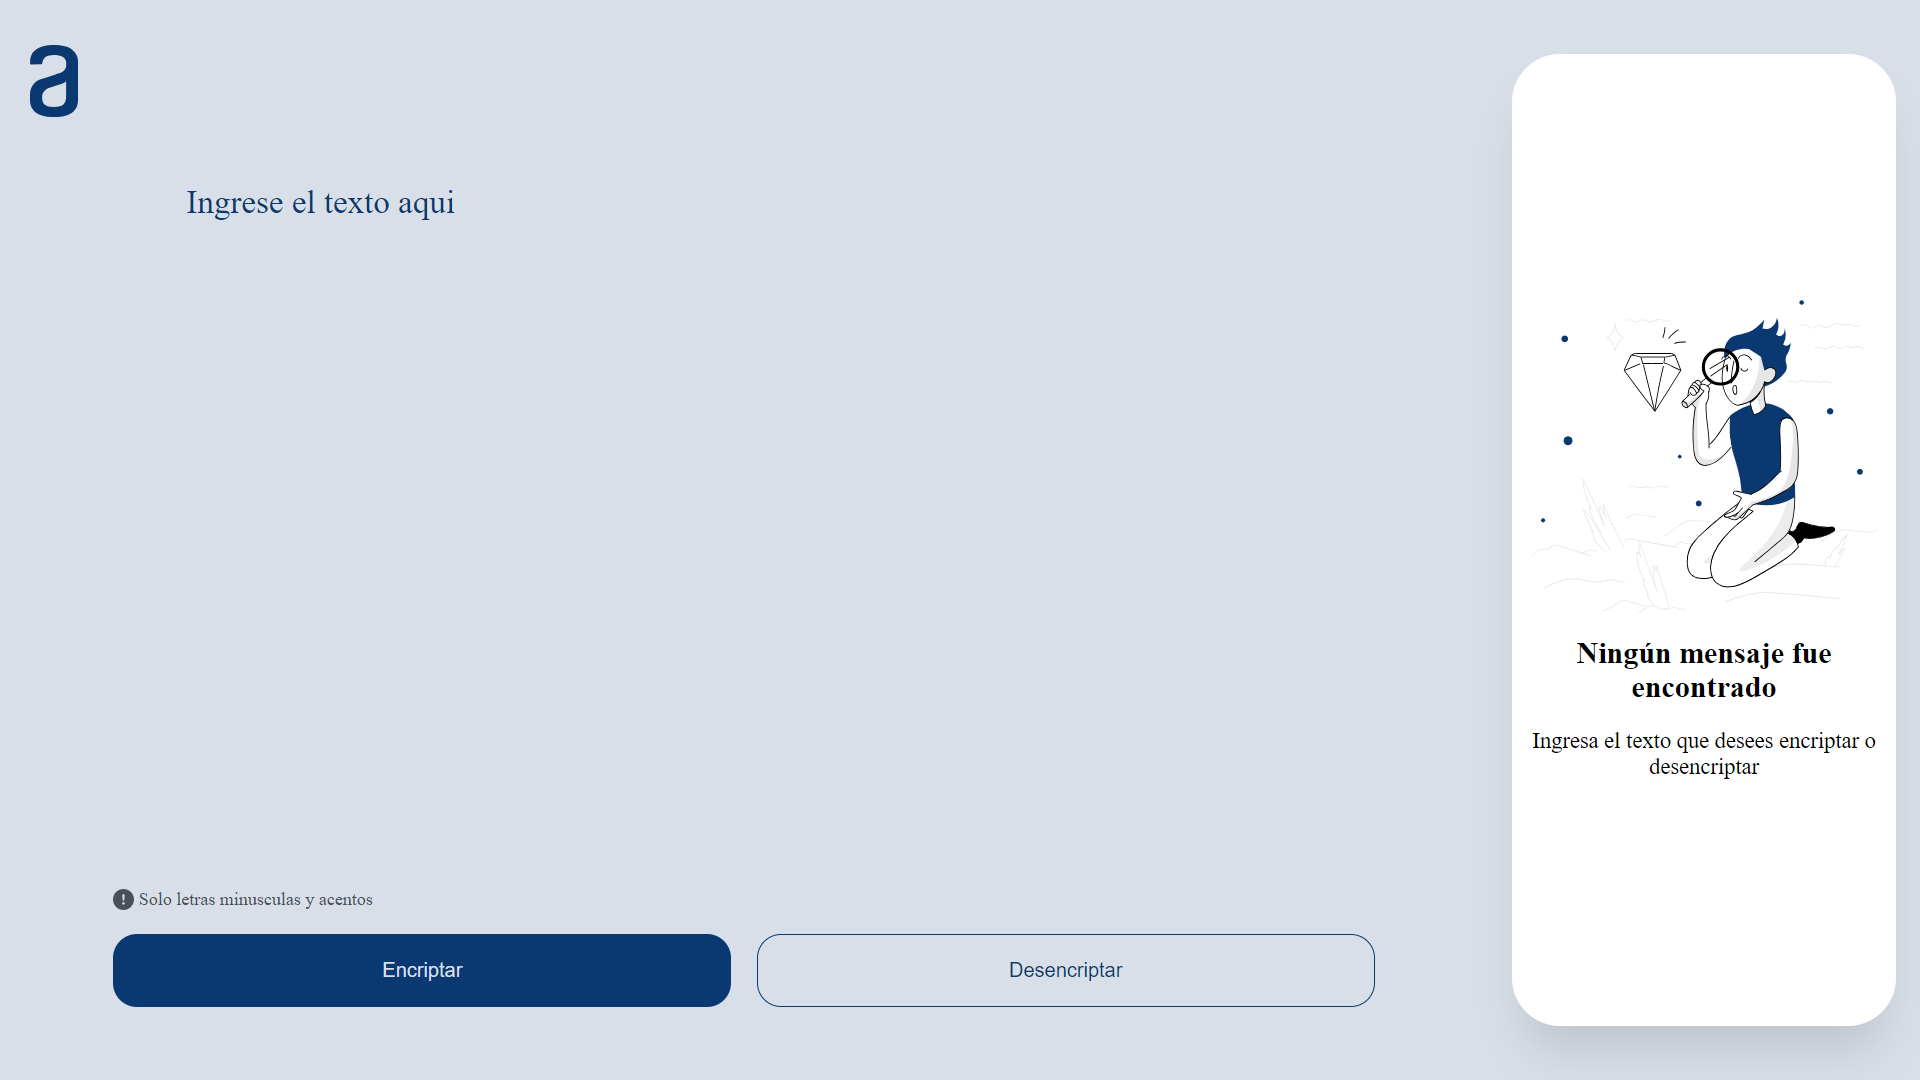 a
Ingrese el texto aqui
Ningún mensaje fue
encontrado
Ingresa el texto que desees encriptar o
desencriptar
! Solo letras minusculas y acentos
Encriptar
Desencriptar